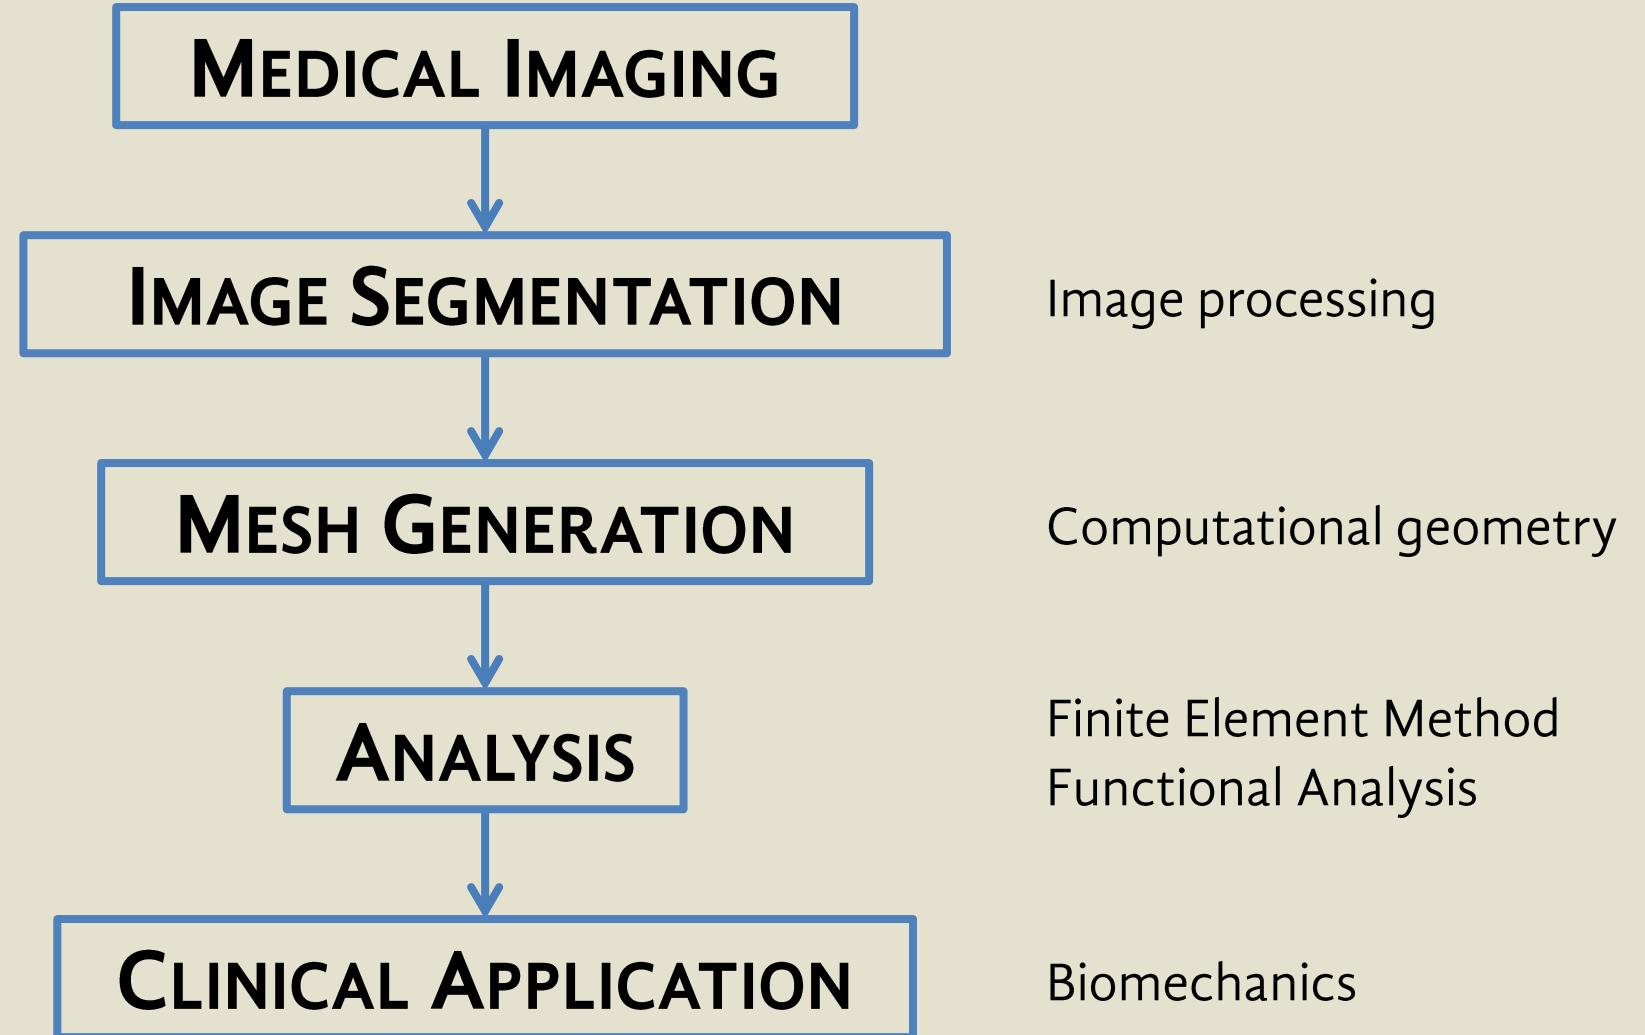 MEDICAL IMAGING
IMAGE SEGMENTATION
Image processing
MESH GENERATION
Computational geometry
ANALYSIS
Finite Element Method
Functional Analysis
CLINICAL APPLICATION
Biomechanics